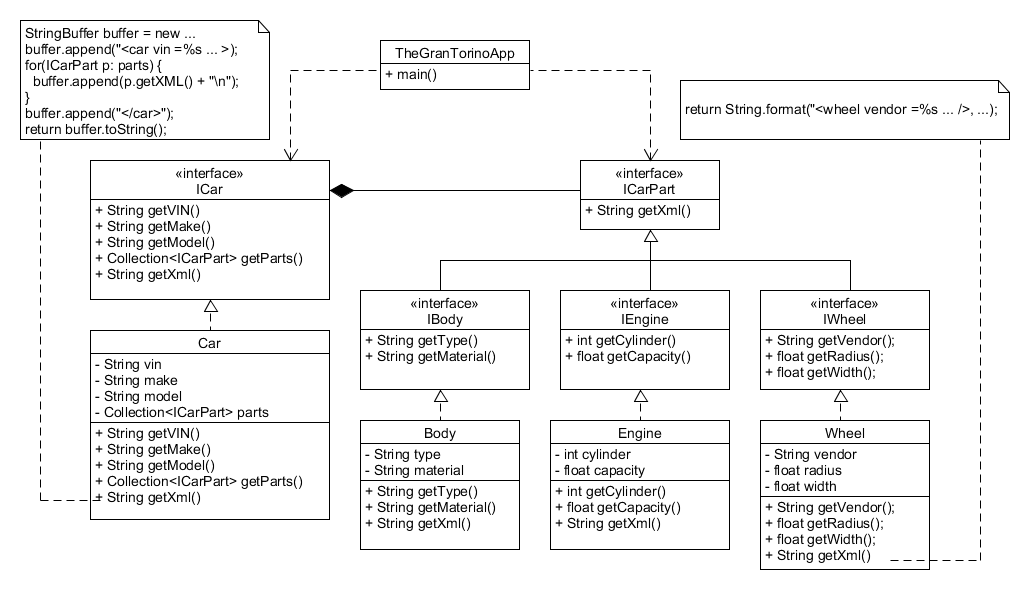 StringBuffer buffer = new ...
buffer.append("<car vin =%s ... >);
for(ICarPart p: parts) {
buffer.append(p.getXML() + "\n");
}
buffer.append("</car>");
return buffer.toString();
TheGranTorinoApp
+ main()
return String.format("<wheel vendor =%s ... />, ...);
«interface»
ICar
+ String getVIN()
+ String getMake()
+ String getModel()
+ Collection<ICarPart> getParts()
+ String getXml()
«interface»
ICarPart
+ String getXml()
«interface»
IBody
+ String getType()
+ String getMaterial()
«interface»
IEngine
+ int getCylinder()
+ float getCapacity()
«interface»
IWheel
+ String getVendor();
+ float getRadius();
+ float getWidth();
Car
- String vin
- String make
- String model
- Collection<ICarPart> parts
+ String getVIN()
+ String getMake()
+ String getModel()
+ Collection<ICarPart> getParts()
+ String getXml()
Body
- String type
- String material
+ String getType()
+ String getMaterial()
+ String getXml()
Engine
- int cylinder
- float capacity
+ int getCylinder()
+ float getCapacity()
+ String getXml()
Wheel
- String vendor
- float radius
- float width
+ String getVendor();
+ float getRadius();
+ float getWidth();
+ String getXml()